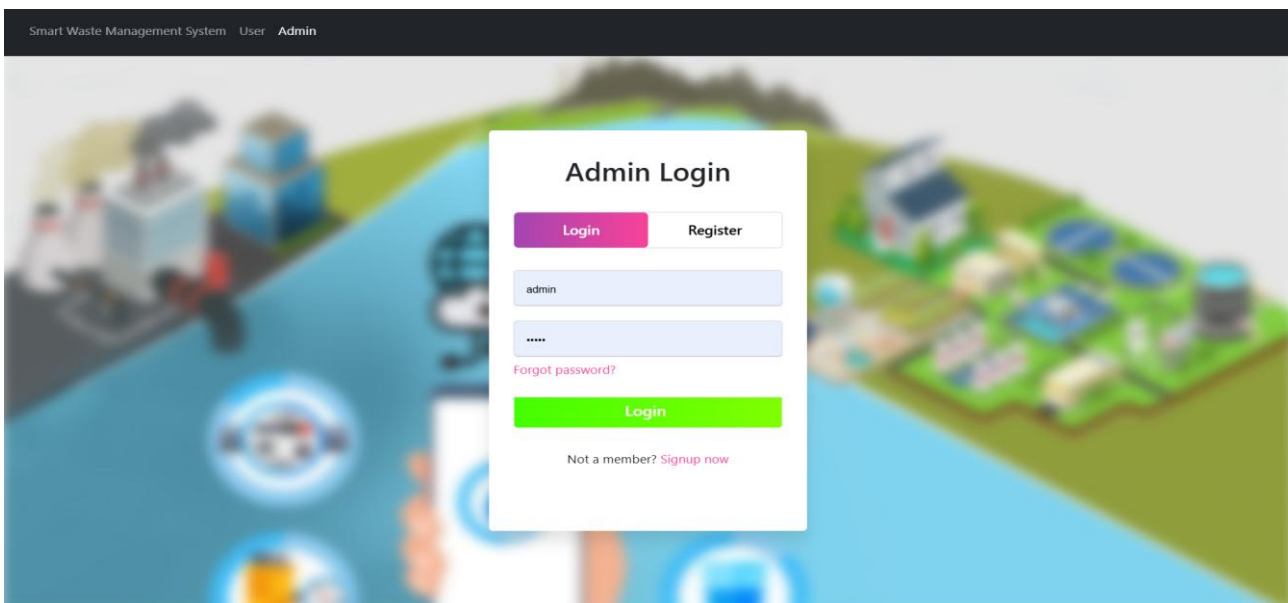 Smart Waste Management System User Admin
Admin Login
Login Register
admin
•••••
Forgot password?
Login
Not a member? Signup now